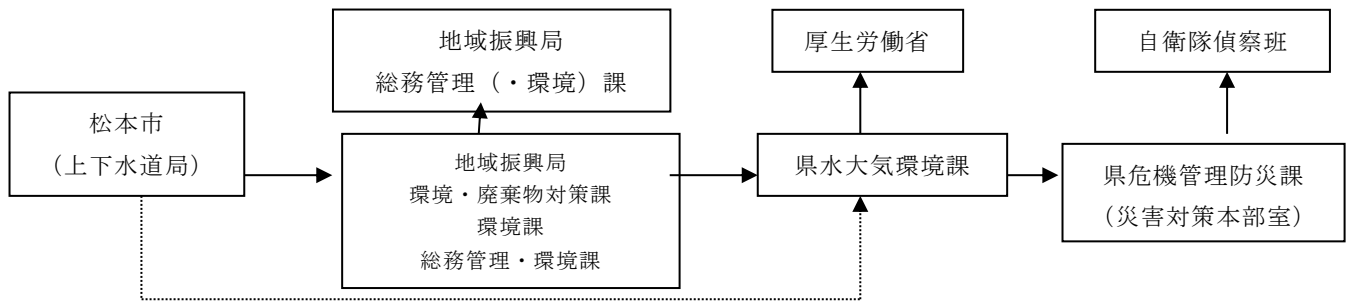 松本市
（上下水道局）
地域振興局
総務管理（・環境）課
地域振興局
環境・廃棄物対策課
環境課
総務管理・環境課
厚生労働省
県水大気環境課
自衛隊偵察班
県危機管理防災課
（災害対策本部室）